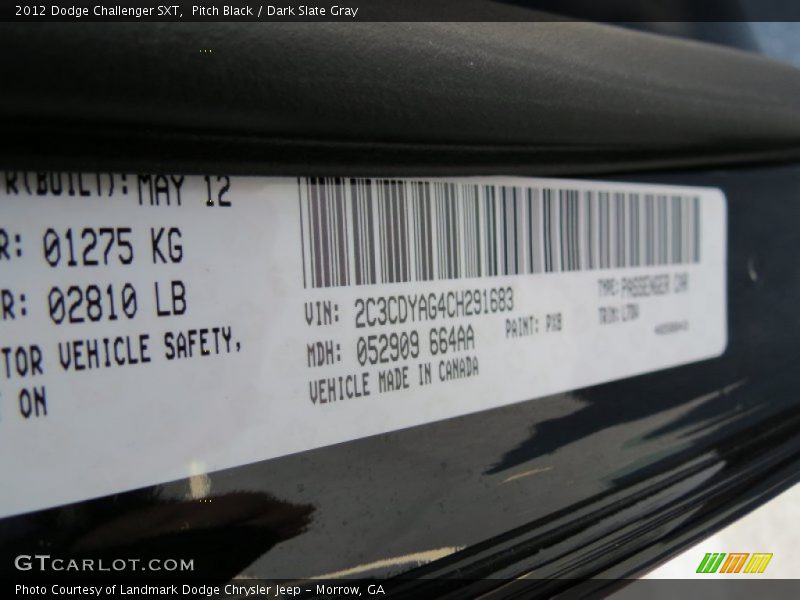 2012 Dodge Challenger SXT, Pitch Black / Dark Slate Gray
R(BUILT): MAY 12
R: 01275 KG
R: 02810 LB
TOR VEHICLE SAFETY,
ON
VIN: 2C3CDYAG4CH291683
MDH: 052909 664AA
PAINT: PX8
VEHICLE MADE IN CANADA
TYPE: PASSENGER CAR
TRIM:
GTCARLOT.COM
Photo Courtesy of Landmark Dodge Chrysler Jeep - Morrow, GA